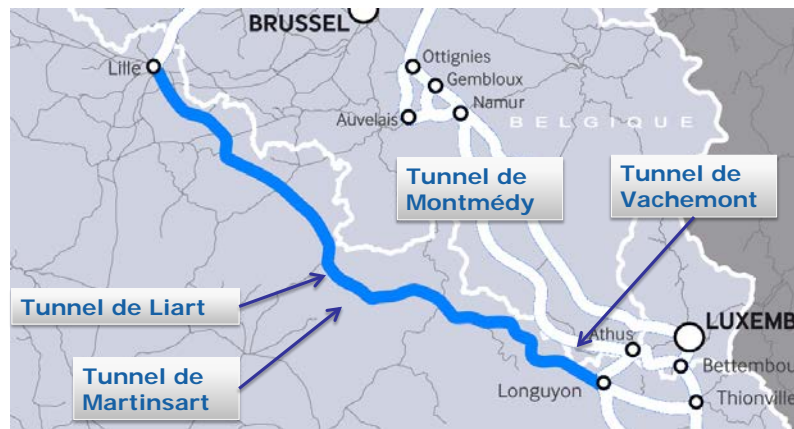 BRUSSEL
Lille
Ottignies
Gembloux
Namur
Auvelais
BELGIQUE
Tunnel de
Montmédy
Tunnel de
Vachemont
Tunnel de Liart
Tunnel de
Martinsart
Athus
LUXEMB
Bettembou
Longuyon
Thionville